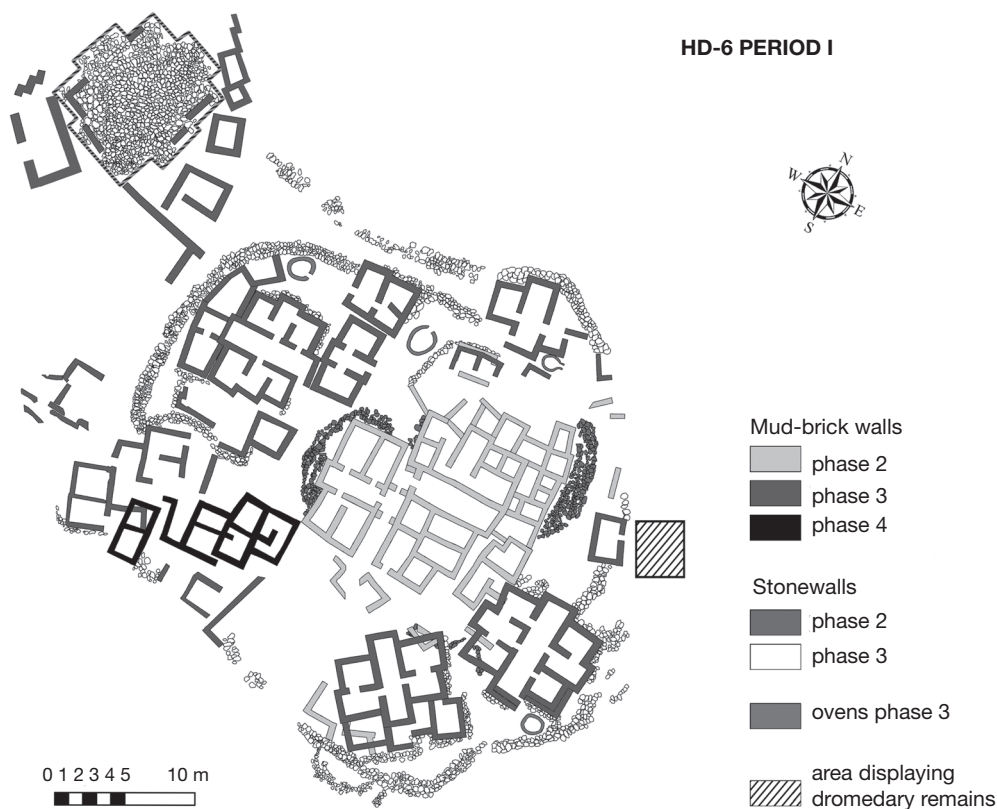 HD-6 PERIOD I
N
W
E
S
Mud-brick walls
phase 2
phase 3
phase 4
Stonewalls
phase 2
phase 3
ovens phase 3
area displaying
dromedary remains
0 1 2 3 4 5 10 m